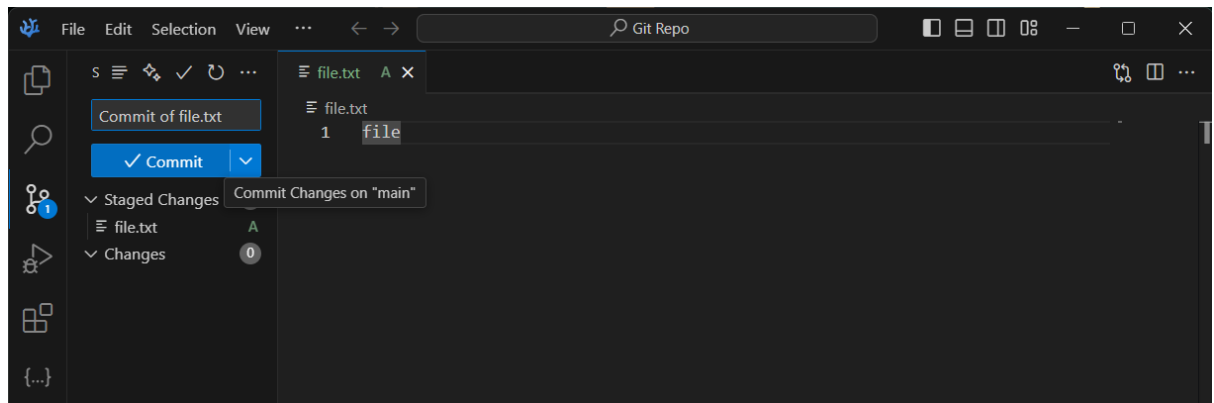 File Edit Selection View ··· Git Repo
S
file.txt A
Commit of file.txt
file.txt
1 file
Commit
Commit Changes on "main"
Staged Changes
file.txt A
Changes 0
1
{...}